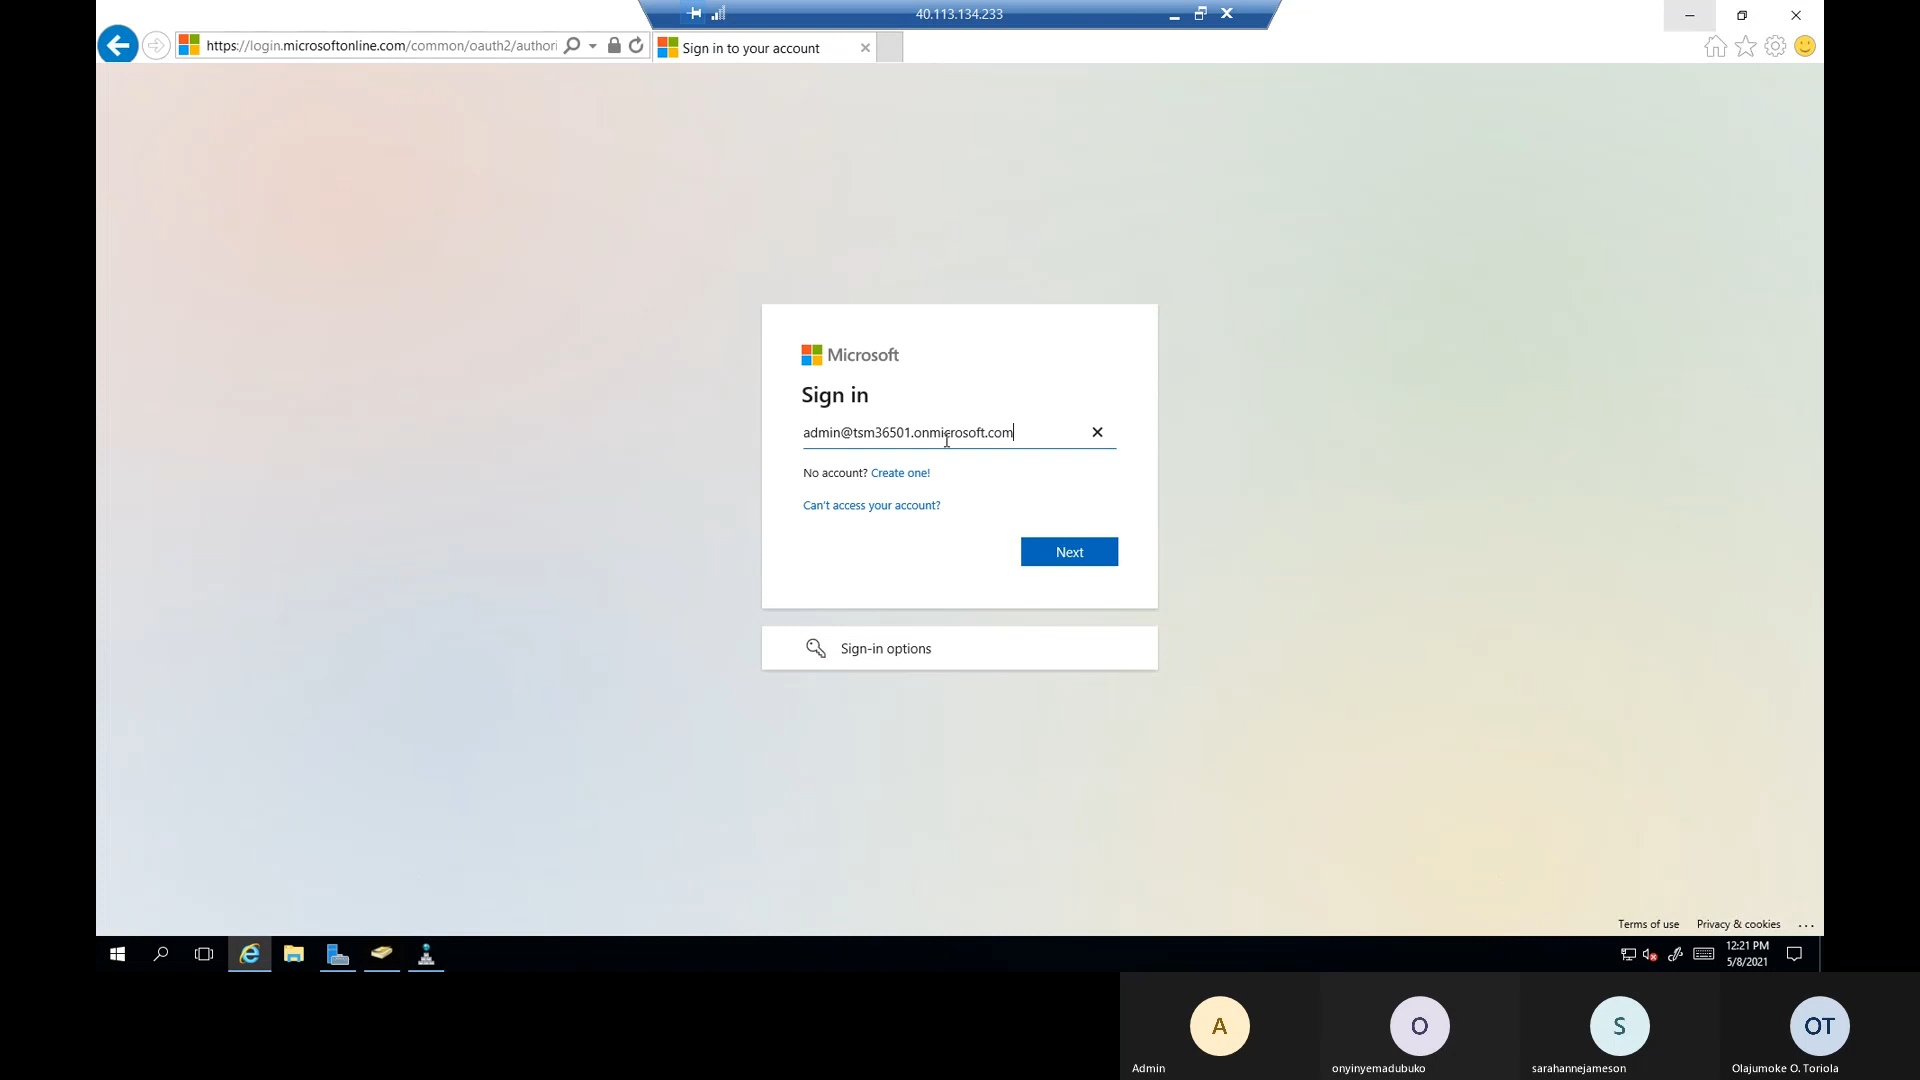 40.113.134.233
https://login.microsoftonline.com/common/oauth2/authori
Sign in to your account
Microsoft
Sign in
admin@tsm36501.onmicrosoft.com
No account? Create one!
Can't access your account?
Next
Sign-in options
Terms of use Privacy & cookies ...
12:21 PM
5/8/2021
A
O
S
OT
Admin
onyinyemadubuko
sarahannejameson
Olajumoke O. Toriola